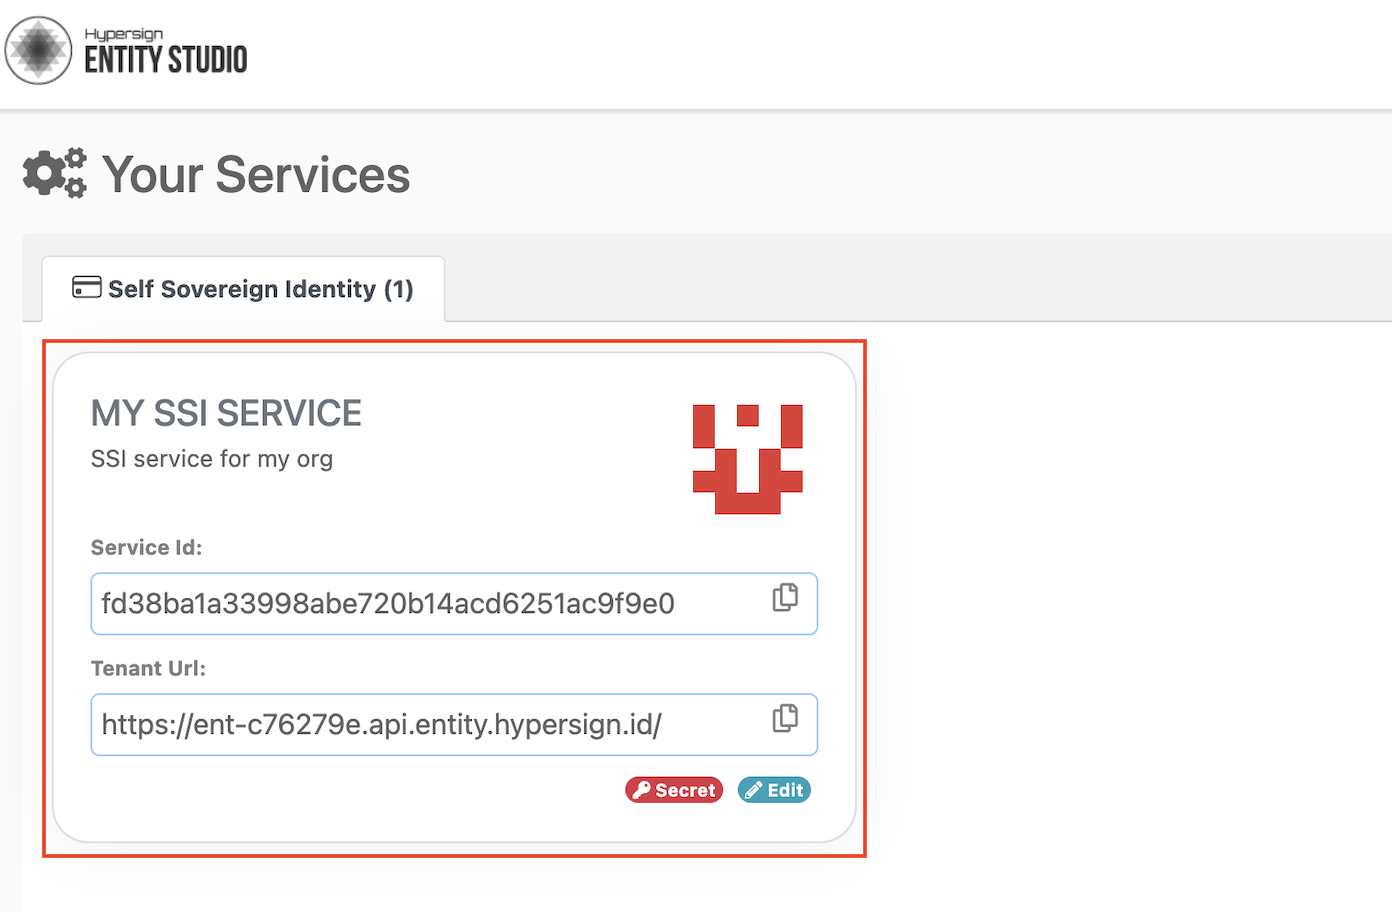 Hypersign
ENTITY STUDIO
Your Services
Self Sovereign Identity (1)
MY SSI SERVICE
SSI service for my org
Service Id:
fd38ba1a33998abe720b14acd6251ac9f9e0
Tenant Url:
https://ent-c76279e.api.entity.hypersign.id/
Secret Edit